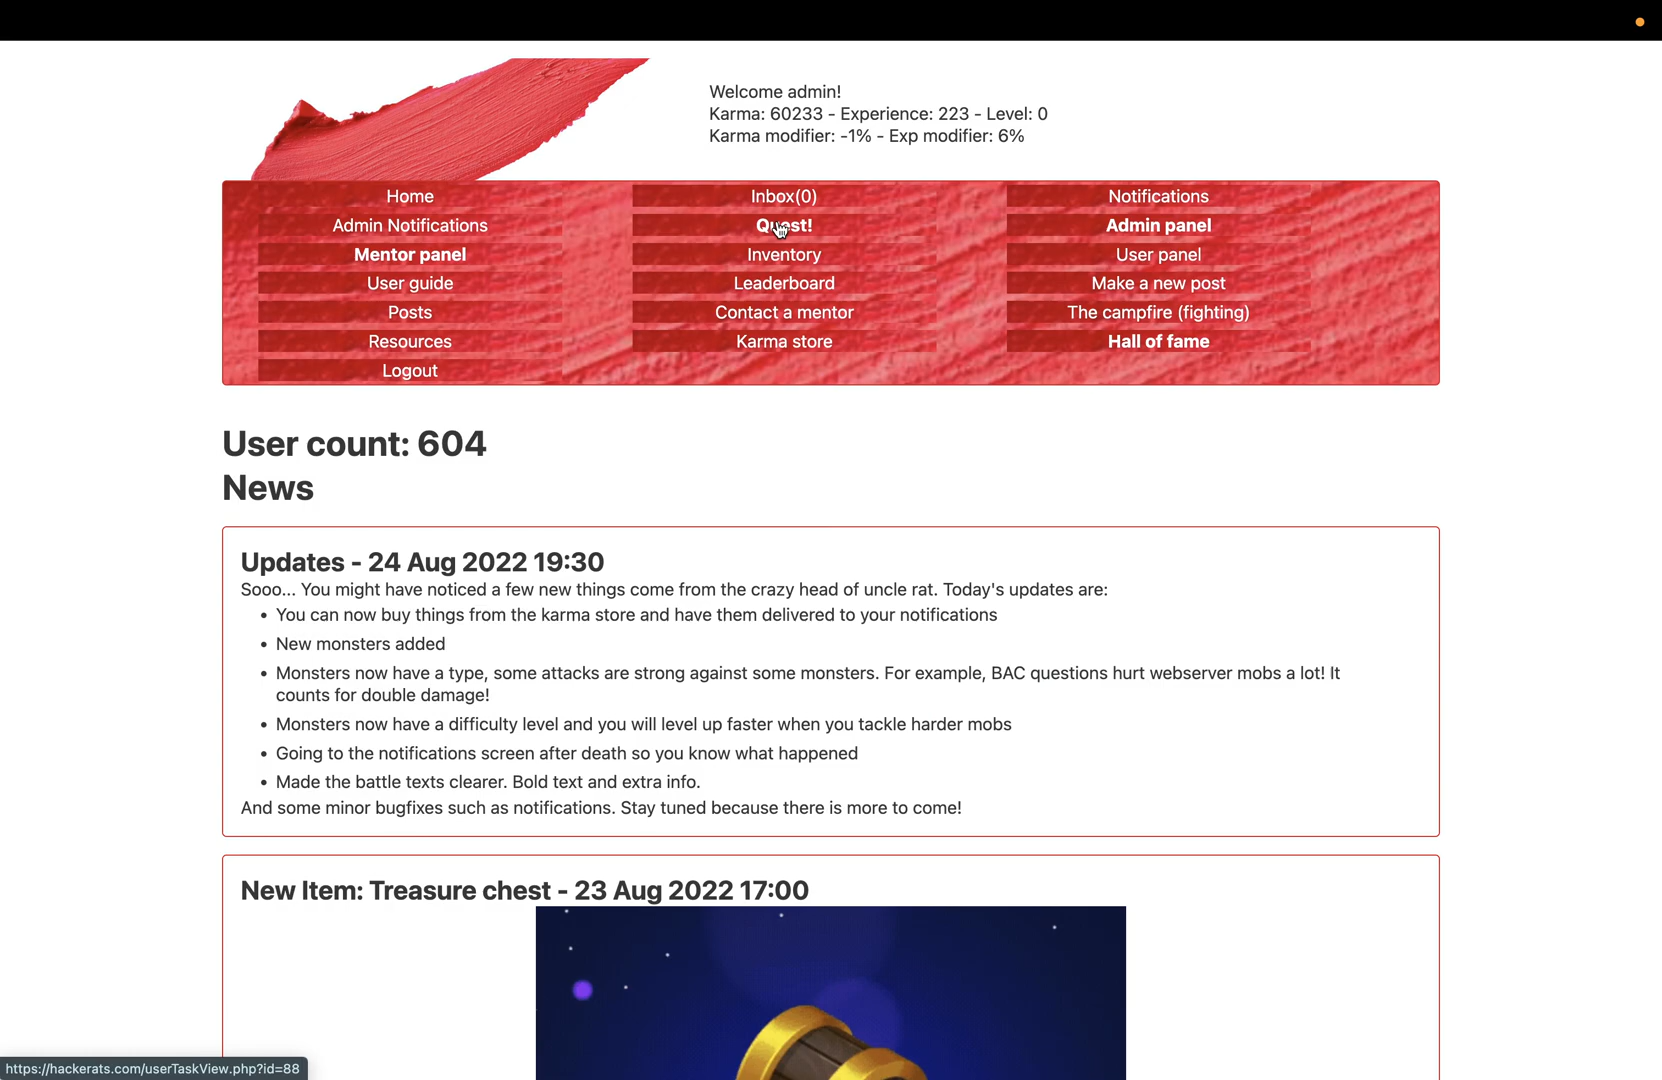 Welcome admin!
Karma: 60233 - Experience: 223 - Level: 0
Karma modifier: -1% - Exp modifier: 6%
Home
Inbox(0)
Notifications
Admin Notifications
Quest!
Admin panel
Mentor panel
Inventory
User panel
User guide
Leaderboard
Make a new post
Posts
Contact a mentor
The campfire (fighting)
Resources
Karma store
Hall of fame
Logout
User count: 604
News
Updates - 24 Aug 2022 19:30
Sooo... You might have noticed a few new things come from the crazy head of uncle rat. Today's updates are:
• You can now buy things from the karma store and have them delivered to your notifications
• New monsters added
• Monsters now have a type, some attacks are strong against some monsters. For example, BAC questions hurt webserver mobs a lot! It
counts for double damage!
• Monsters now have a difficulty level and you will level up faster when you tackle harder mobs
• Going to the notifications screen after death so you know what happened
• Made the battle texts clearer. Bold text and extra info.
And some minor bugfixes such as notifications. Stay tuned because there is more to come!
New Item: Treasure chest - 23 Aug 2022 17:00
https://hackerats.com/userTaskView.php?id=88